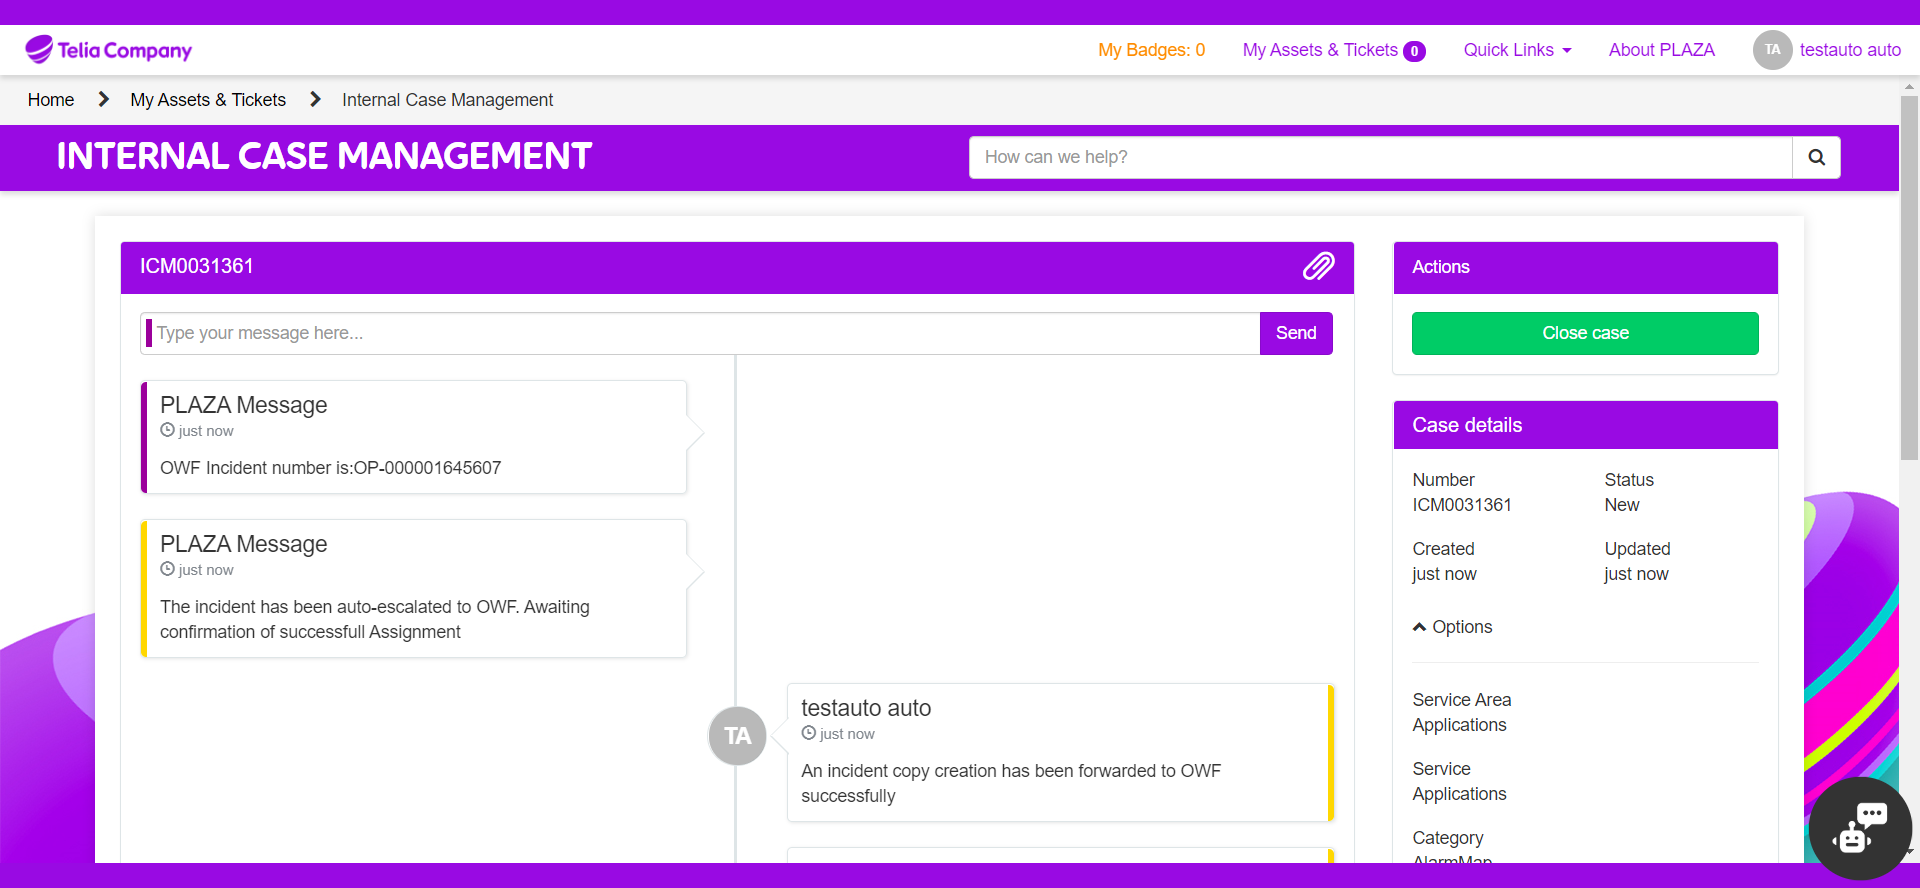 Telia Company
My Badges: 0
My Assets & Tickets 0
Quick Links
About PLAZA
TA
testauto auto
Home
My Assets & Tickets
Internal Case Management
INTERNAL CASE MANAGEMENT
How can we help?
ICM0031361
Type your message here...
Send
PLAZA Message
just now
OWF Incident number is:OP-000001645607
PLAZA Message
just now
The incident has been auto-escalated to OWF. Awaiting
confirmation of successfull Assignment
TA
testauto auto
just now
An incident copy creation has been forwarded to OWF
successfully
Actions
Close case
Case details
Number
ICM0031361
Status
New
Created
just now
Updated
just now
Options
Service Area
Applications
Service
Applications
Category
AlarmMap